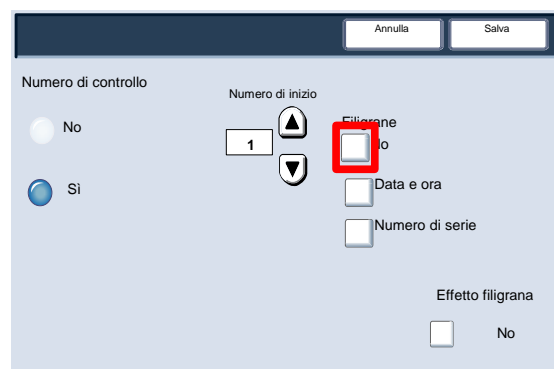 Annulla
Salva
Numero di controllo
No
Sì
Numero di inizio
1
Filigrane
Data e ora
Numero di serie
Effetto filigrana
No